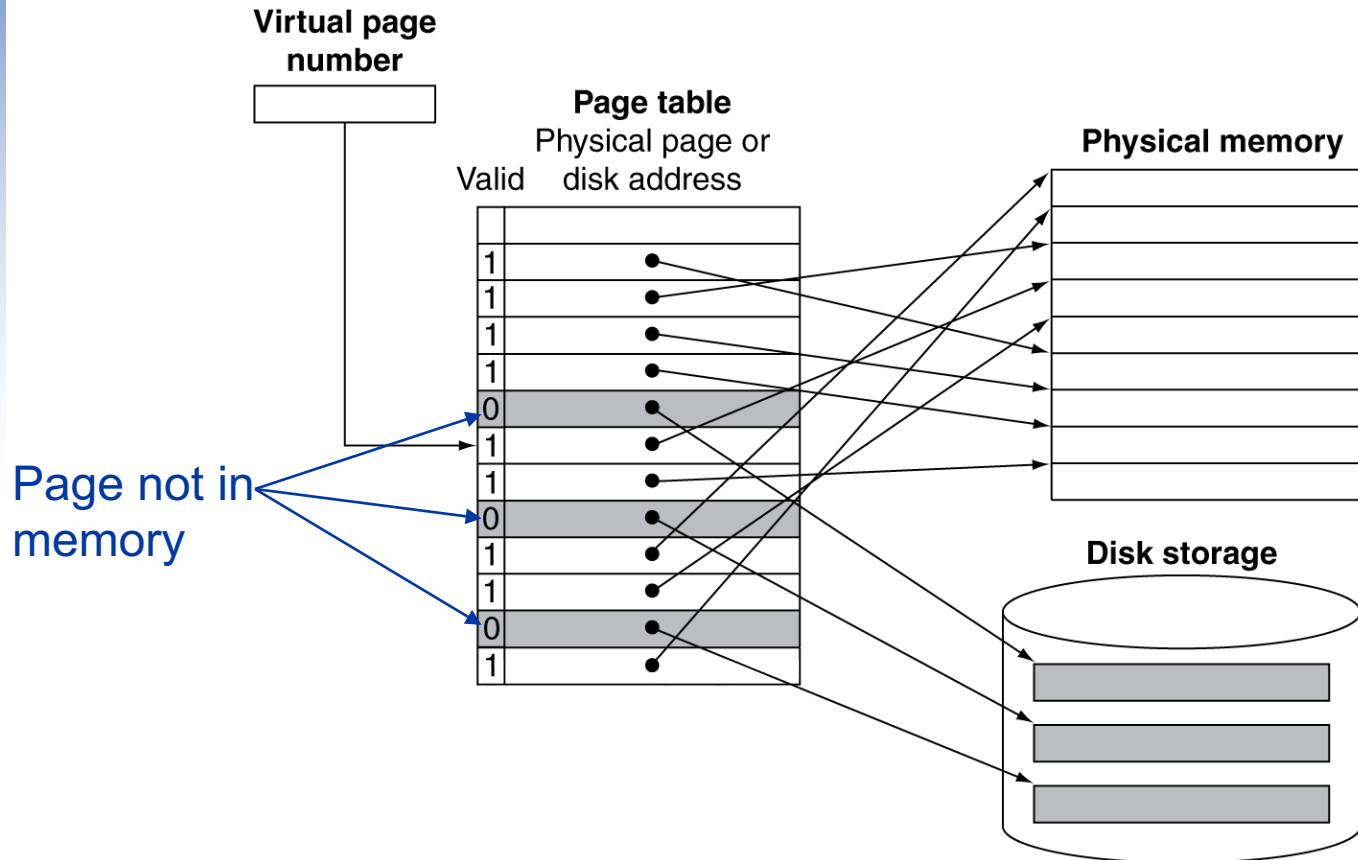 Virtual page
number
Page table
Physical page or
Valid disk address
Physical memory
1
1
1
1
0
1
1
0
1
1
0
1
Page not in
memory
Disk storage